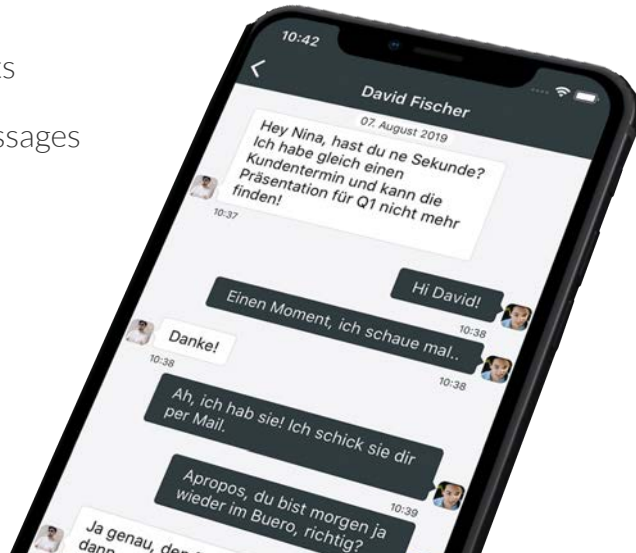 10:42
David Fischer
07. August 2019
Hey Nina, hast du ne Sekunde?
Ich habe gleich einen
Kundentermin und kann die
Präsentation für Q1 nicht mehr
finden!
10:37
Hi David!
10:38
Einen Moment, ich schaue mal..
10:38
Danke!
10:38
Ah, ich hab sie! Ich schick sie dir
per Mail.
10:39
Apropos, du bist morgen ja
wieder im Buero, richtig?
Ja genau,
dann
ssages